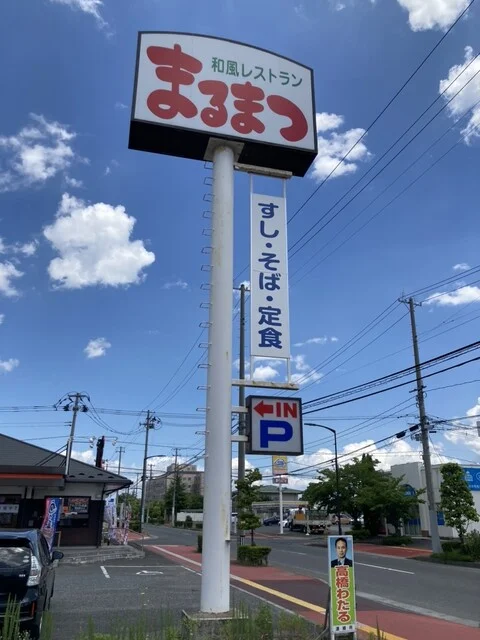 和風レストラン
まるまつ
すし・そば・定食
←IN
P
高橋わたる